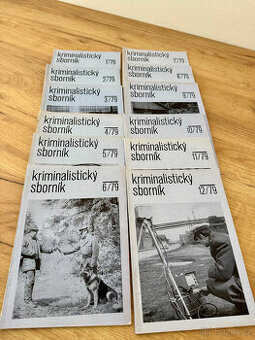 kriminalistický
sborník 1/79
kriminalistický
sborník 2/79
kriminalistický
sborník 3/79
kriminalistický
sborník 4/79
kriminalistický
sborník 5/79
kriminalistický
sborník 6/79
kriminalistický
sborník 7/79
kriminalistický
sborník 8/79
kriminalistický
sborník 9/79
kriminalistický
sborník 10/79
kriminalistický
sborník 11/79
kriminalistický
sborník 12/79